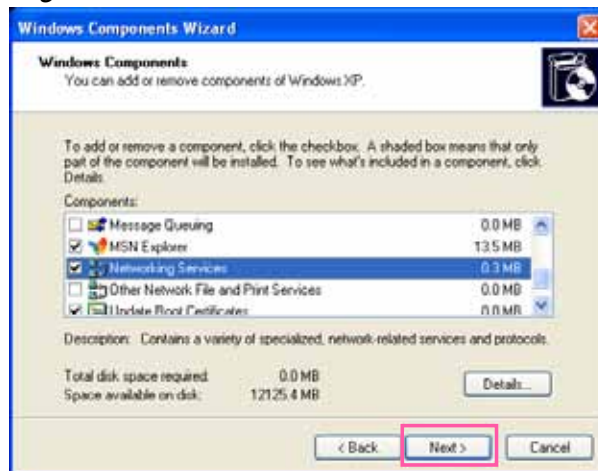 Windows Components Wizard
Windows Components
You can add or remove components of Windows XP.
To add or remove a component, click the checkbox. A shaded box means that only
part of the component will be installed. To see what's included in a component, click
Details.
Components:
Message Queuing 0.0 MB
MSN Explorer 13.5 MB
Networking Services 0.3 MB
Other Network File and Print Services 0.0 MB
Update Root Certificates 0.0 MB
Description: Contains a variety of specialized, network-related services and protocols.
Total disk space required: 0.0 MB
Space available on disk: 12125.4 MB
Details...
< Back
Next >
Cancel